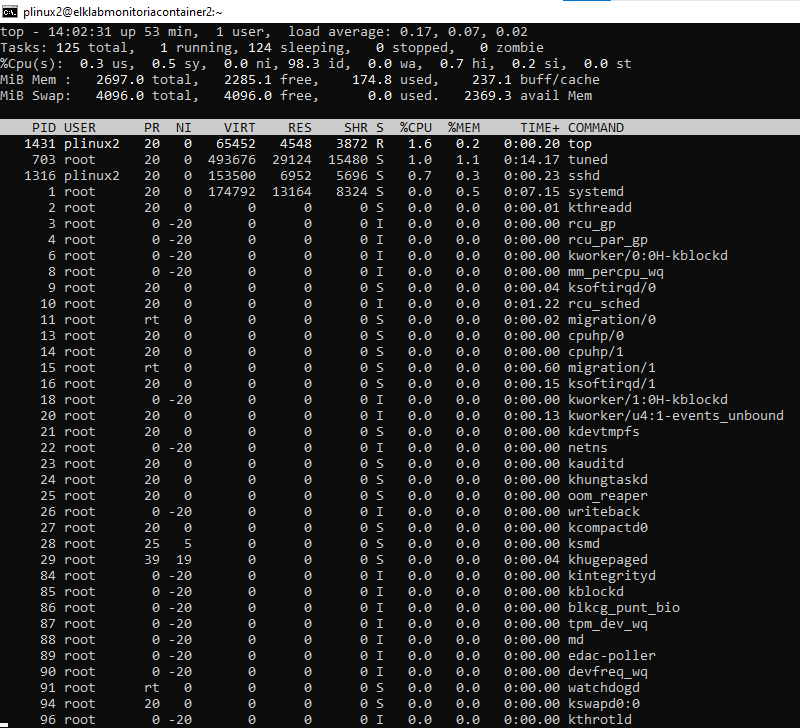 plinux2@elklabmonitoriacontainer2:~
top - 14:02:31 up 53 min,  1 user,  load average: 0.17, 0.07, 0.02
Tasks: 125 total,   1 running, 124 sleeping,   0 stopped,   0 zombie
%Cpu(s):  0.3 us,  0.5 sy,  0.0 ni, 98.3 id,  0.0 wa,  0.7 hi,  0.2 si,  0.0 st
MiB Mem :   2697.0 total,   2285.1 free,    174.8 used,    237.1 buff/cache
MiB Swap:   4096.0 total,   4096.0 free,      0.0 used.   2369.3 avail Mem
PID USER      PR  NI    VIRT    RES    SHR S  %CPU  %MEM     TIME+ COMMAND
1431 plinux2   20   0   65452   4548   3872 R   1.6   0.2   0:00.20 top
703 root      20   0  493676  29124  15480 S   1.0   1.1   0:14.17 tuned
1316 plinux2   20   0  153500   6952   5696 S   0.7   0.3   0:00.23 sshd
1 root      20   0  174792  13164   8324 S   0.0   0.5   0:07.15 systemd
2 root      20   0       0      0      0 S   0.0   0.0   0:00.01 kthreadd
3 root       0 -20       0      0      0 I   0.0   0.0   0:00.00 rcu_gp
4 root       0 -20       0      0      0 I   0.0   0.0   0:00.00 rcu_par_gp
6 root       0 -20       0      0      0 I   0.0   0.0   0:00.00 kworker/0:0H-kblockd
8 root       0 -20       0      0      0 I   0.0   0.0   0:00.00 mm_percpu_wq
9 root      20   0       0      0      0 S   0.0   0.0   0:00.04 ksoftirqd/0
10 root      20   0       0      0      0 I   0.0   0.0   0:01.22 rcu_sched
11 root      rt   0       0      0      0 S   0.0   0.0   0:00.02 migration/0
13 root      20   0       0      0      0 S   0.0   0.0   0:00.00 cpuhp/0
14 root      20   0       0      0      0 S   0.0   0.0   0:00.00 cpuhp/1
15 root      rt   0       0      0      0 S   0.0   0.0   0:00.60 migration/1
16 root      20   0       0      0      0 S   0.0   0.0   0:00.15 ksoftirqd/1
18 root       0 -20       0      0      0 I   0.0   0.0   0:00.00 kworker/1:0H-kblockd
20 root      20   0       0      0      0 I   0.0   0.0   0:00.13 kworker/u4:1-events_unbound
21 root      20   0       0      0      0 S   0.0   0.0   0:00.00 kdevtmpfs
22 root       0 -20       0      0      0 I   0.0   0.0   0:00.00 netns
23 root      20   0       0      0      0 S   0.0   0.0   0:00.00 kauditd
24 root      20   0       0      0      0 S   0.0   0.0   0:00.00 khungtaskd
25 root      20   0       0      0      0 S   0.0   0.0   0:00.00 oom_reaper
26 root       0 -20       0      0      0 I   0.0   0.0   0:00.00 writeback
27 root      20   0       0      0      0 S   0.0   0.0   0:00.00 kcompactd0
28 root      25   5       0      0      0 S   0.0   0.0   0:00.00 ksmd
29 root      39  19       0      0      0 S   0.0   0.0   0:00.04 khugepaged
84 root       0 -20       0      0      0 I   0.0   0.0   0:00.00 kintegrityd
85 root       0 -20       0      0      0 I   0.0   0.0   0:00.00 kblockd
86 root       0 -20       0      0      0 I   0.0   0.0   0:00.00 blkcg_punt_bio
87 root       0 -20       0      0      0 I   0.0   0.0   0:00.00 tpm_dev_wq
88 root       0 -20       0      0      0 I   0.0   0.0   0:00.00 md
89 root       0 -20       0      0      0 I   0.0   0.0   0:00.00 edac-poller
90 root       0 -20       0      0      0 I   0.0   0.0   0:00.00 devfreq_wq
91 root      rt   0       0      0      0 S   0.0   0.0   0:00.00 watchdogd
94 root      20   0       0      0      0 S   0.0   0.0   0:00.00 kswapd0:0
96 root       0 -20       0      0      0 I   0.0   0.0   0:00.00 kthrotld